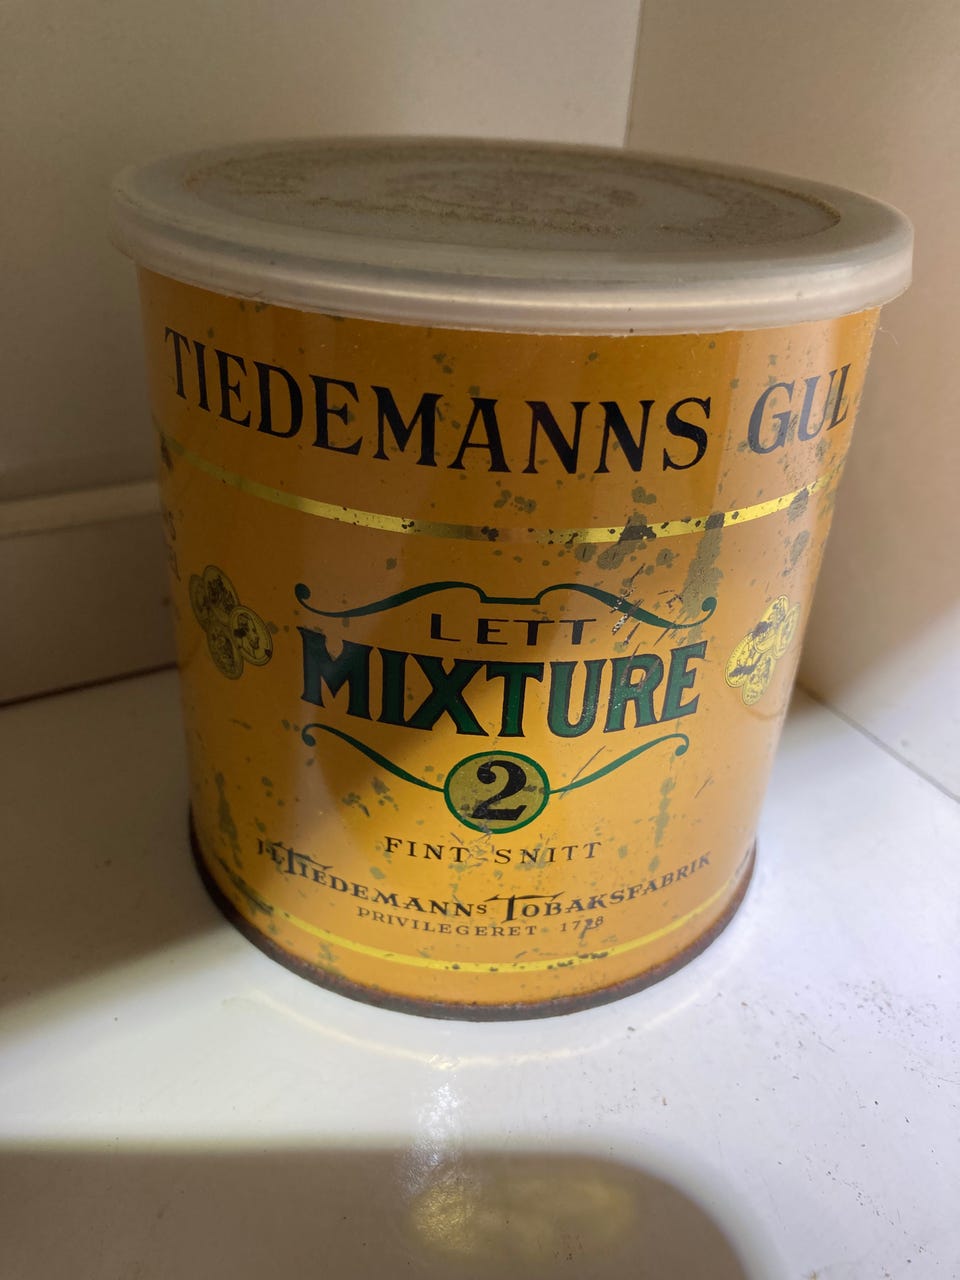 TIEDEMANNS GUL
LETT
MIXTURE
2
FINT SNITT
J.L. TIEDEMANNS TOBAKSFABRIK
PRIVILEGERET 1778